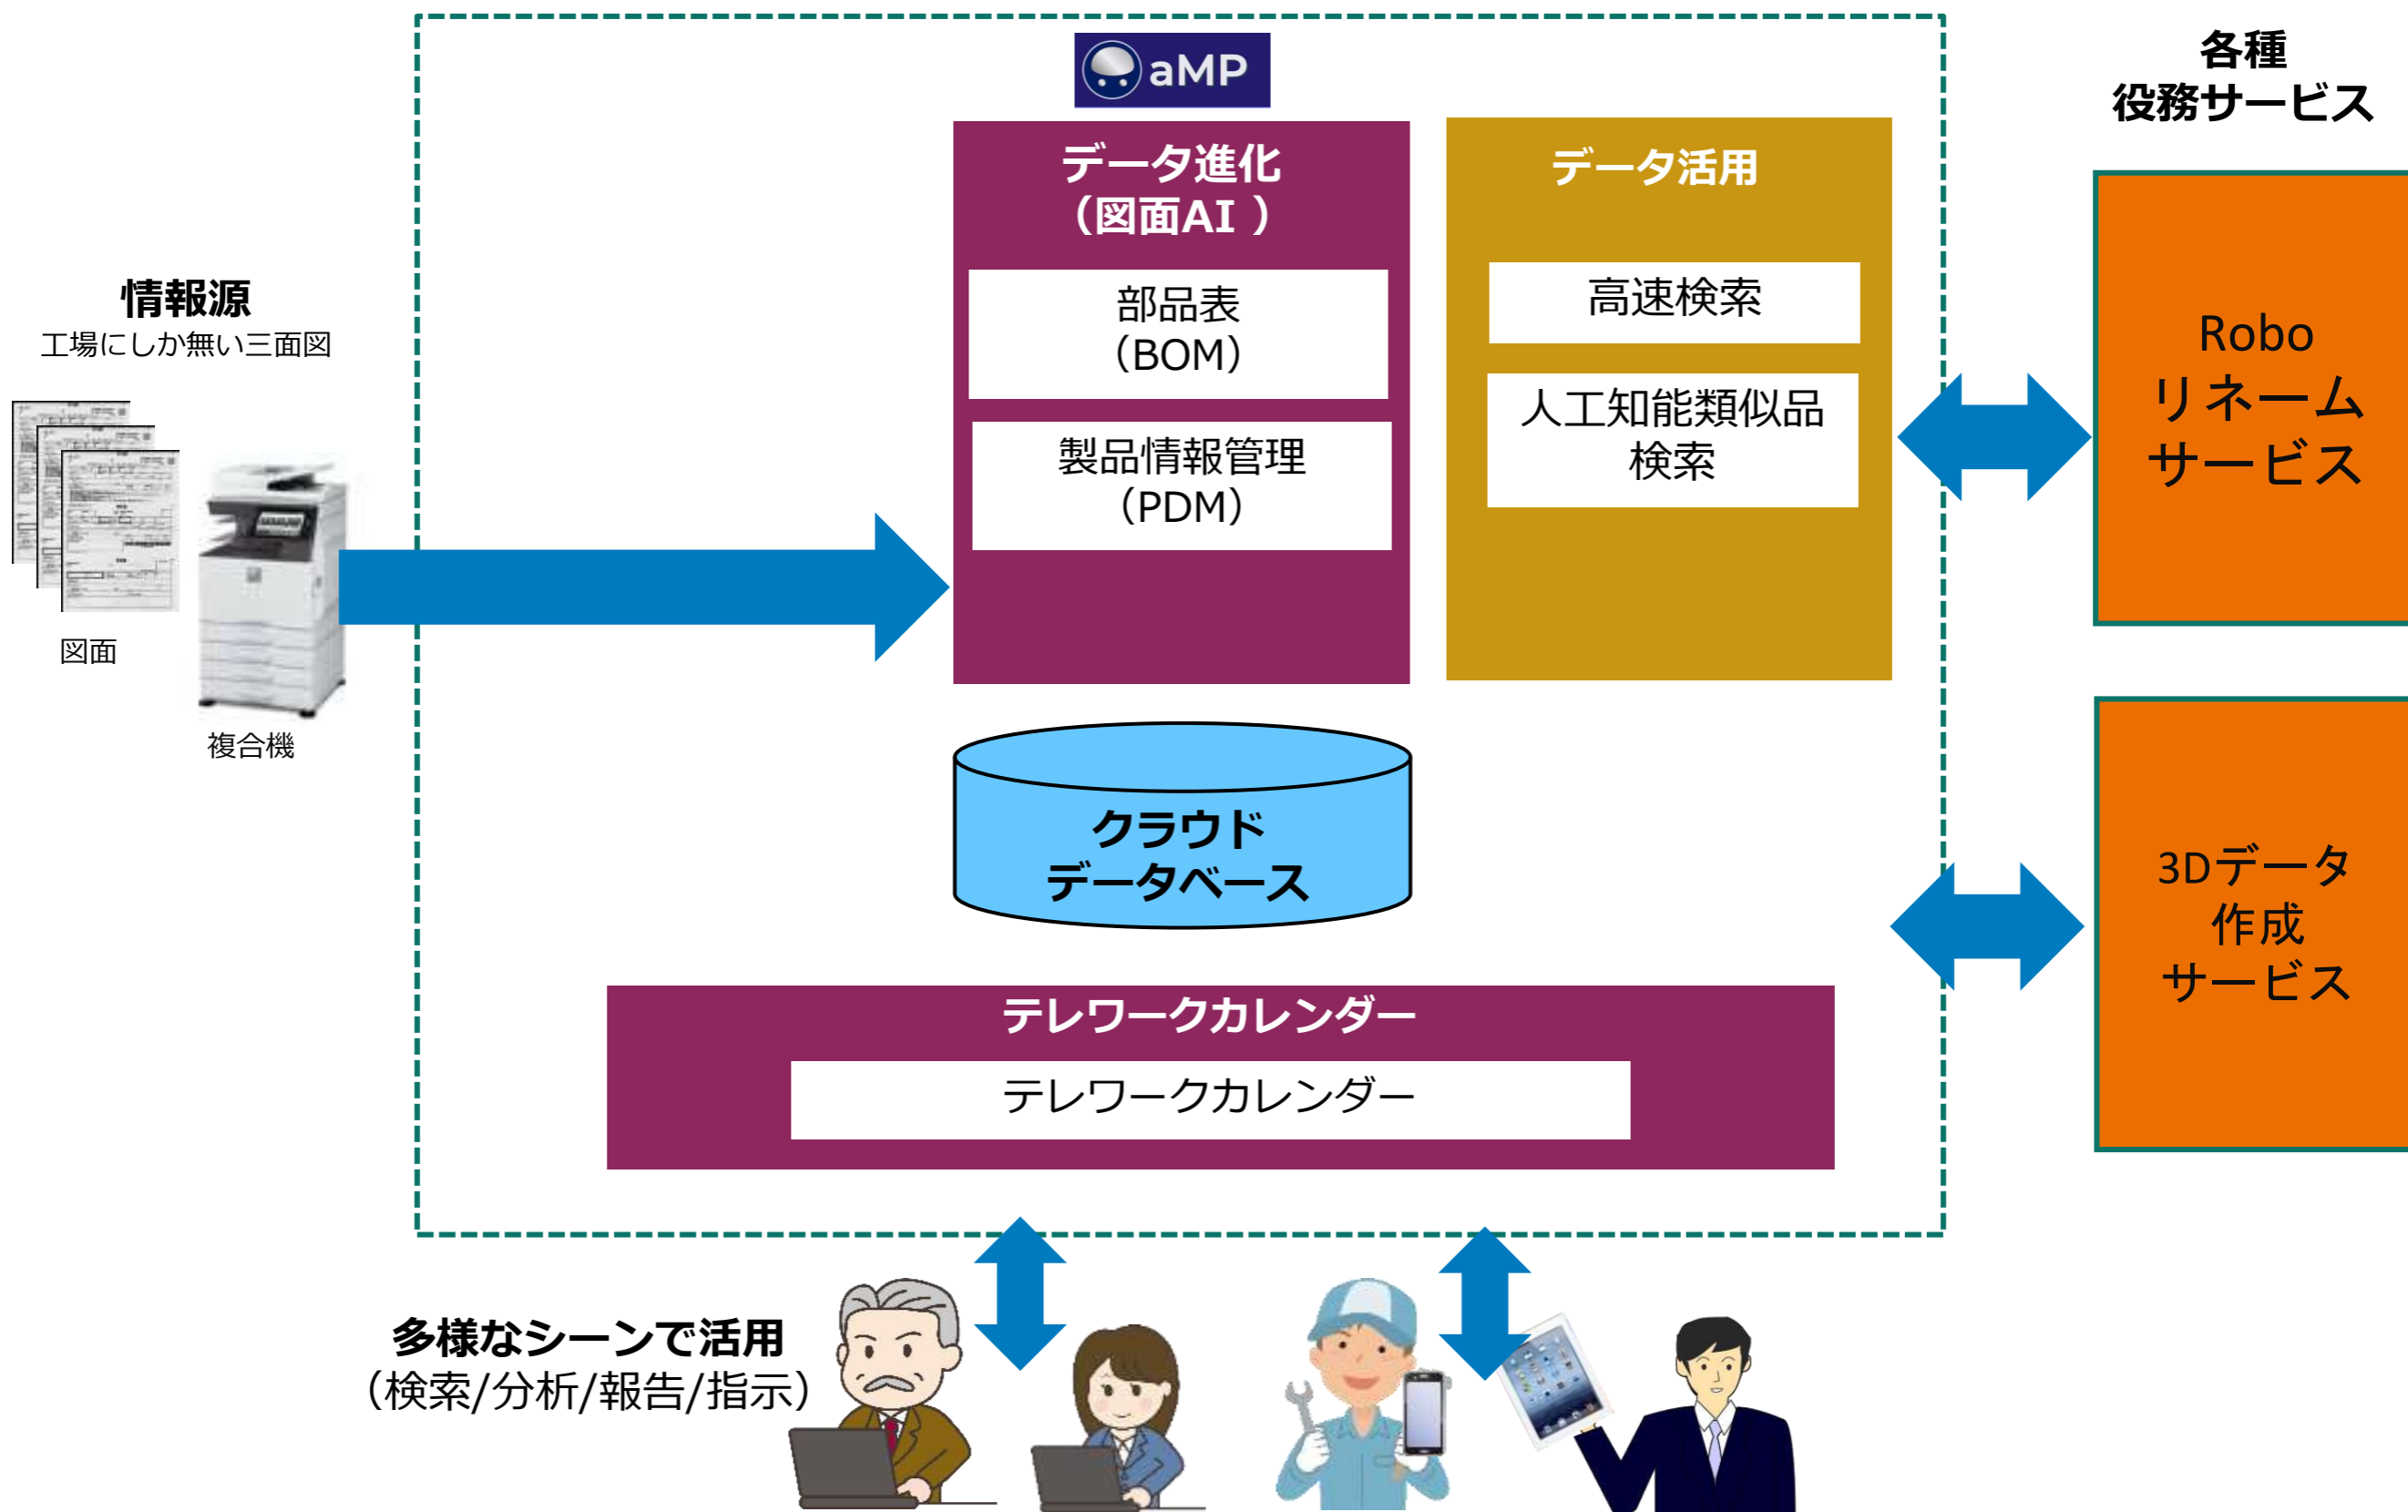 aMP
各種
役務サービス
データ進化
（図面AI ）
データ活用
情報源
工場にしか無い三面図
部品表
（BOM）
高速検索
製品情報管理
（PDM）
人工知能類似品
検索
Robo
リネーム
サービス
図面
複合機
クラウド
データベース
3Dデータ
作成
サービス
テレワークカレンダー
テレワークカレンダー
多様なシーンで活用
（検索/分析/報告/指示）